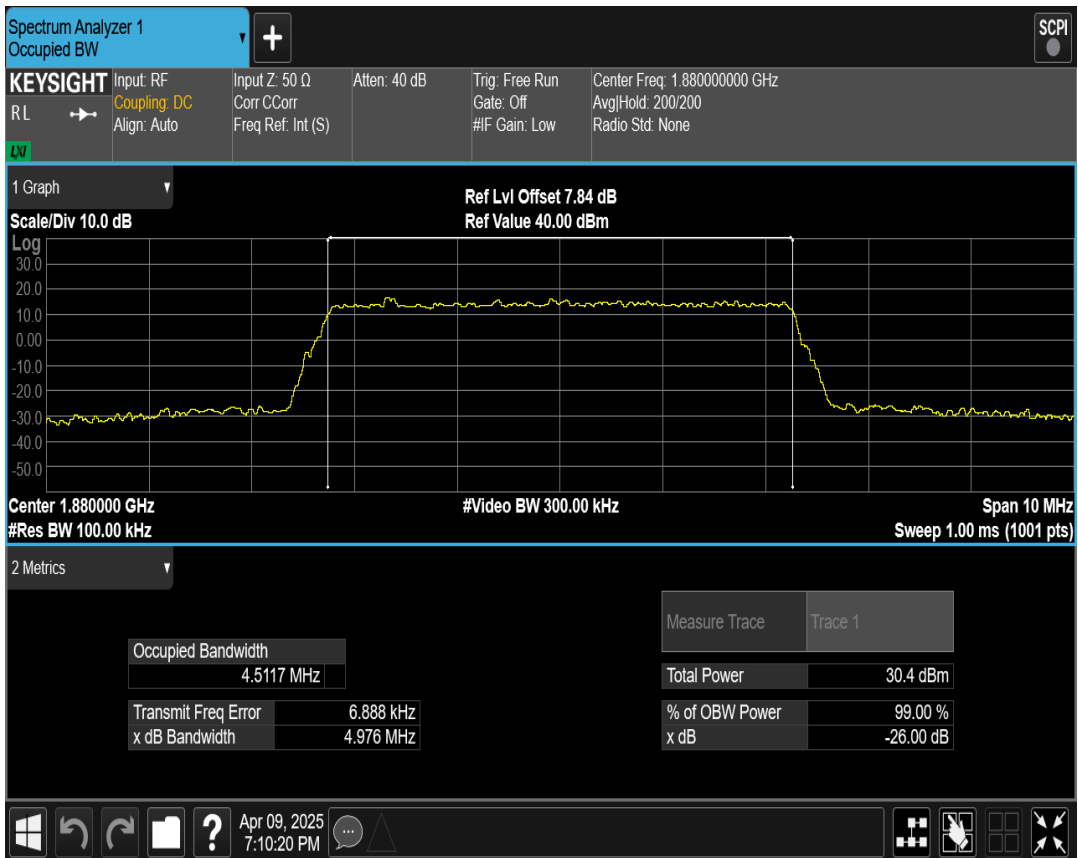 Spectrum Analyzer 1
Occupied BW
+
SCPI
KEYSIGHT
RL
LXI
Input: RF
Coupling: DC
Align: Auto
Input Z: 50 Ω
Corr CCorr
Freq Ref: Int (S)
Atten: 40 dB
Trig: Free Run
Gate: Off
#IF Gain: Low
Center Freq: 1.880000000 GHz
Avg|Hold: 200/200
Radio Std: None
1 Graph
Scale/Div 10.0 dB
Ref Lvl Offset 7.84 dB
Ref Value 40.00 dBm
Log
30.0
20.0
10.0
0.00
-10.0
-20.0
-30.0
-40.0
-50.0
Center 1.880000 GHz
#Video BW 300.00 kHz
Span 10 MHz
#Res BW 100.00 kHz
Sweep 1.00 ms (1001 pts)
2 Metrics
Measure Trace Trace 1
Occupied Bandwidth
4.5117 MHz
Total Power 30.4 dBm
Transmit Freq Error 6.888 kHz
% of OBW Power 99.00 %
x dB Bandwidth 4.976 MHz
x dB -26.00 dB
?
Apr 09, 2025
7:10:20 PM